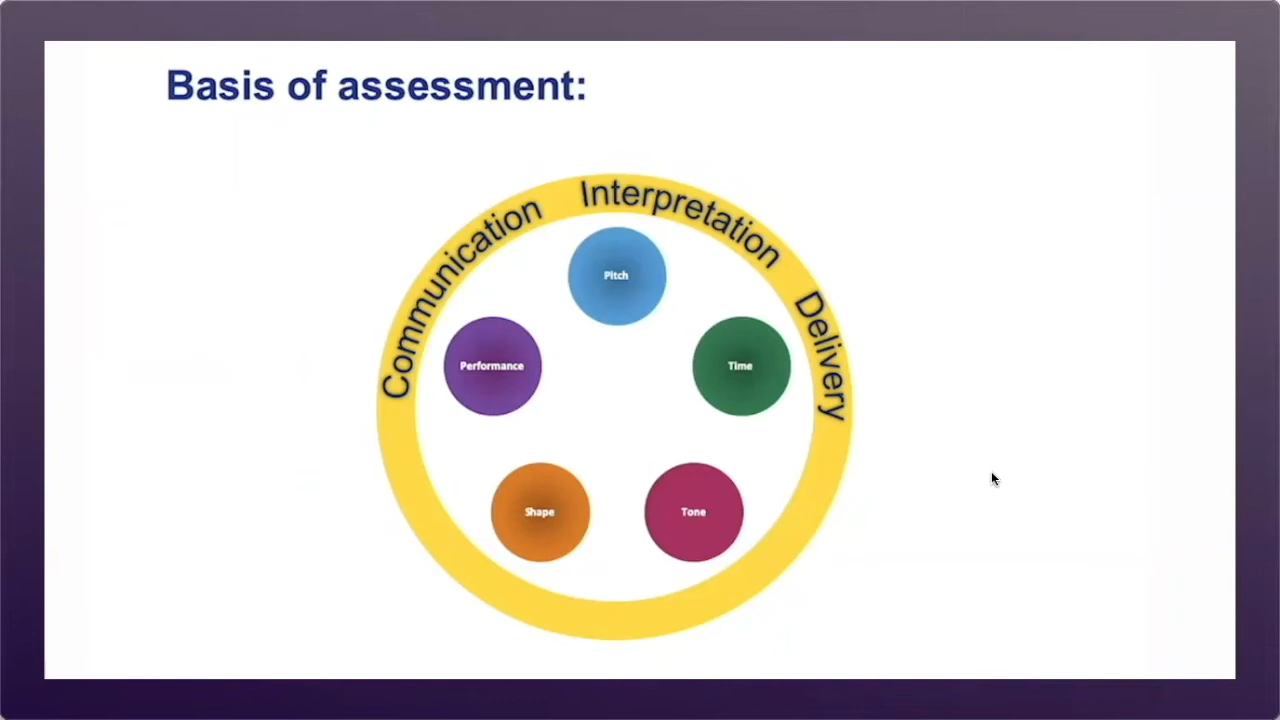 Basis of assessment:
Communication
Interpretation
Delivery
Pitch
Performance
Time
Shape
Tone